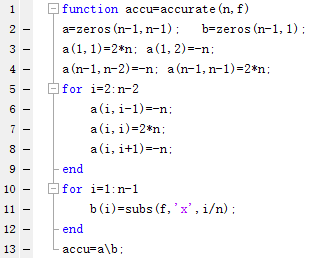 1 function accu=accurate(n,f)
2 a=zeros(n-1,n-1); b=zeros(n-1,1);
3 a(1,1)=2*n; a(1,2)=-n;
4 a(n-1,n-2)=-n; a(n-1,n-1)=2*n;
5 for i=2:n-2
6 a(i,i-1)=-n;
7 a(i,i)=2*n;
8 a(i,i+1)=-n;
9 end
10 for i=1:n-1
11 b(i)=subs(f,'x',i/n);
12 end
13 accu=a\b;